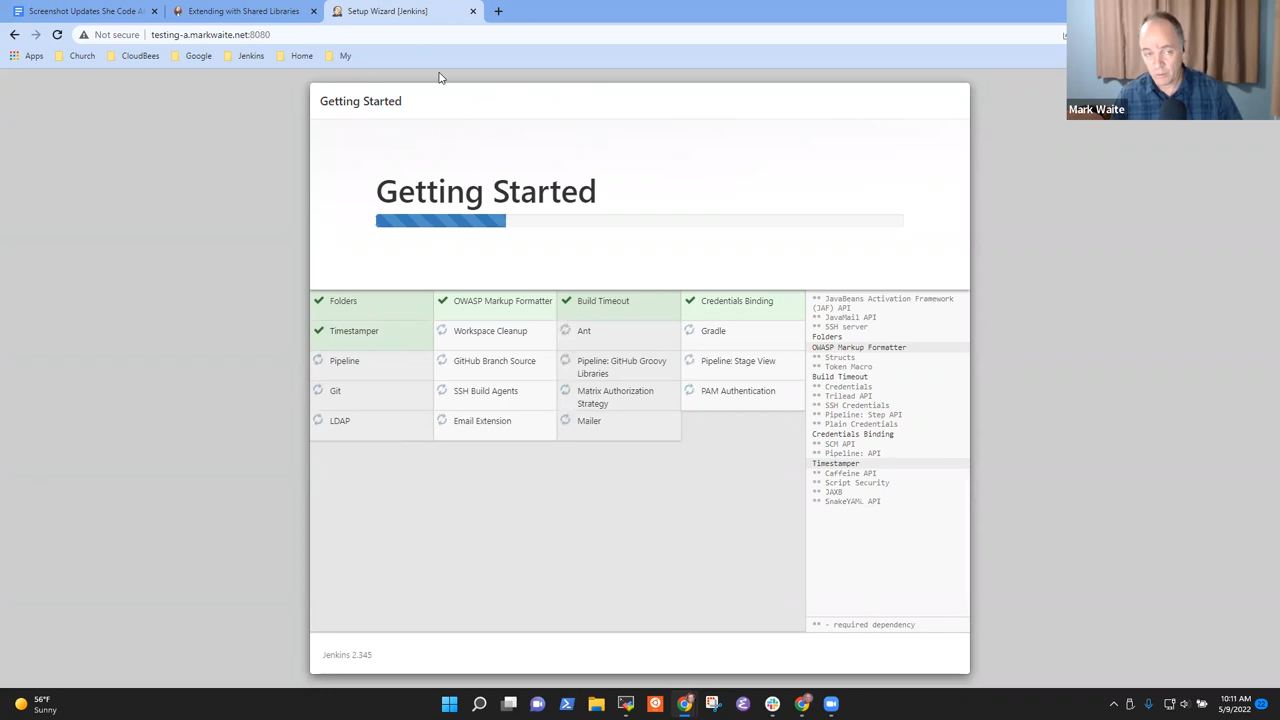 Screenshot Updates She Code A
Extending with Shared Libraries
Setup Wizard [Jenkins]
Not secure
testing-a.markwaite.net:8080
Apps
Church
CloudBees
Google
Jenkins
Home
My
Mark Waite
Getting Started
Getting Started
Folders
OWASP Markup Formatter
Build Timeout
Credentials Binding
Timestamper
Workspace Cleanup
Ant
Gradle
Pipeline
GitHub Branch Source
Pipeline: GitHub Groovy
Libraries
Pipeline: Stage View
Git
SSH Build Agents
Matrix Authorization
Strategy
PAM Authentication
LDAP
Email Extension
Mailer
** JavaBeans Activation Framework
(JAF) API
** JavaMail API
** SSH server
Folders
OWASP Markup Formatter
** Structs
** Token Macro
Build Timeout
** Credentials
** Trilead API
** SSH Credentials
** Pipeline: Step API
** Plain Credentials
Credentials Binding
** SCM API
** Pipeline: API
Timestamper
** Caffeine API
** Script Security
** JAXB
** SnakeYAML API
** - required dependency
Jenkins 2.345
56°F
Sunny
10:11 AM
5/9/2022
22